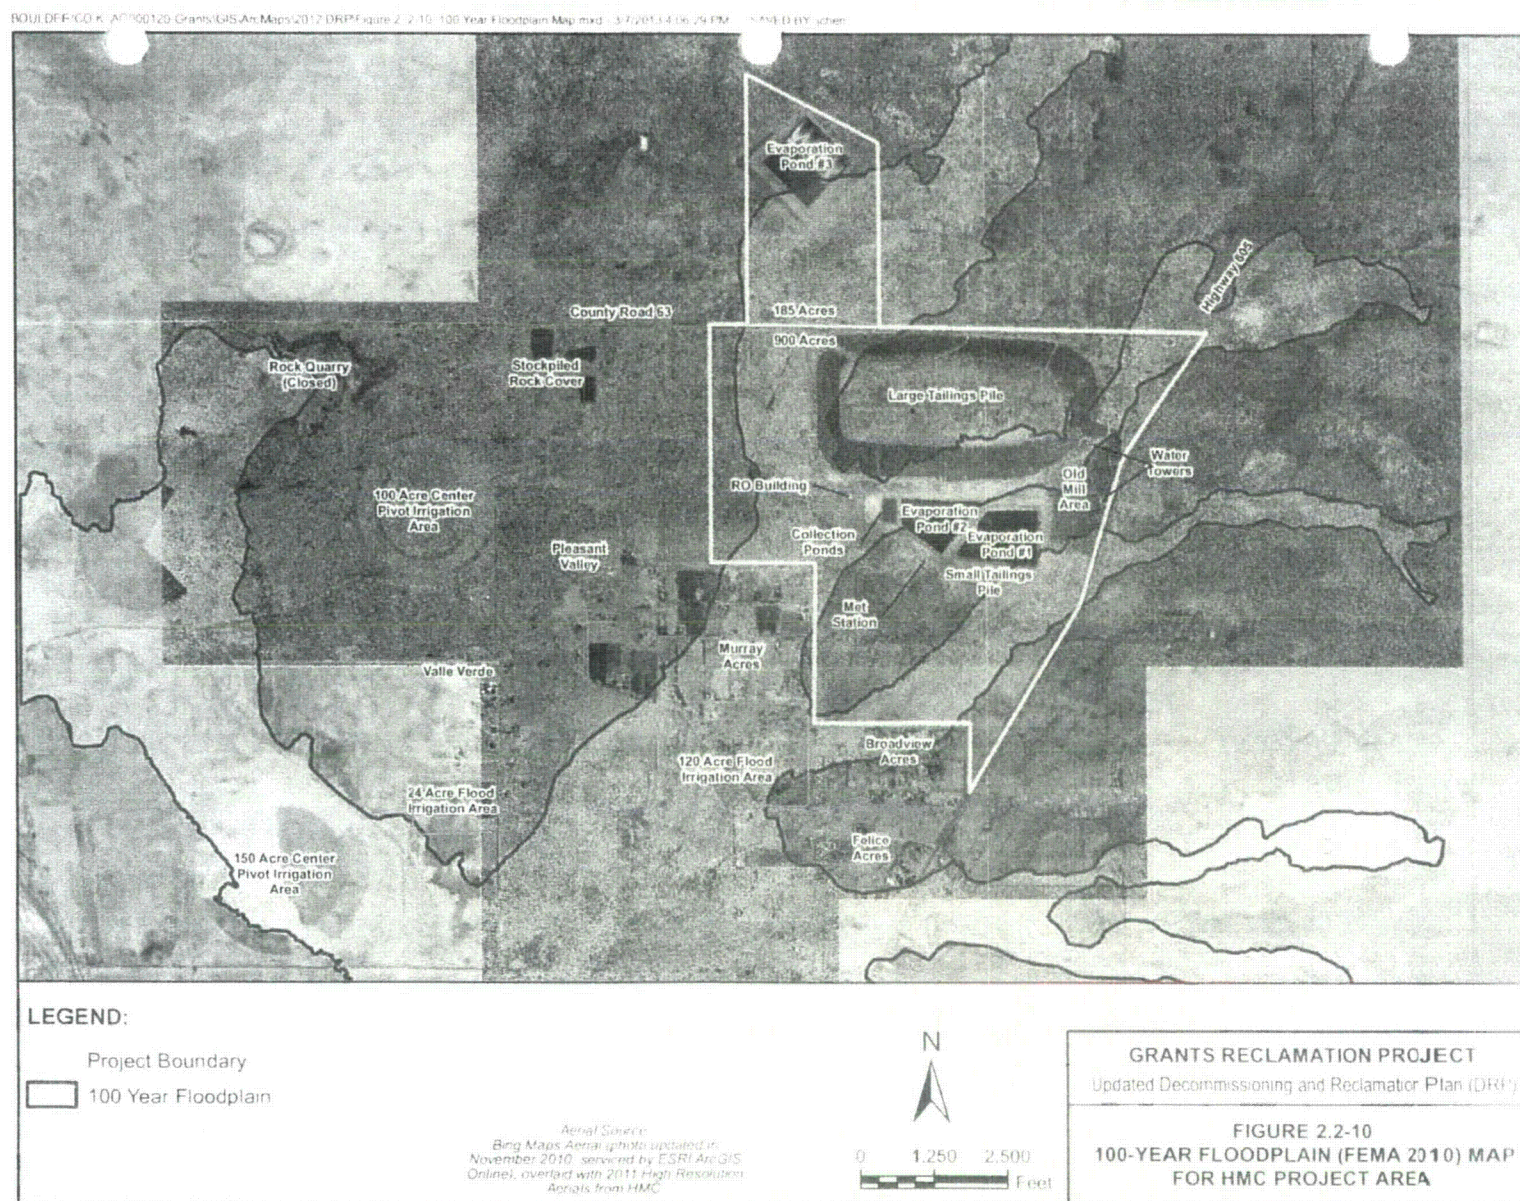 Evaporation
Pond #3
Highway 605
185 Acres
County Road 63
900 Acres
Rock Quarry
(Closed)
Stockpiled
Rock Cover
Large Tailings Pile
Water
Towers
Old
Mill
Area
RO Building
100 Acre Center
Pivot Irrigation
Area
Evaporation
Pond #2
Evaporation
Pond #1
Collection
Ponds
Pleasant
Valley
Small Tailings
Pile
Met
Station
Murray
Acres
Valle Verde
Broadview
Acres
120 Acre Flood
Irrigation Area
24 Acre Flood
Irrigation Area
Felice
Acres
150 Acre Center
Pivot Irrigation
Area
LEGEND:
Project Boundary
100 Year Floodplain
Aerial Source:
Bing Maps Aerial (photo updated in
November 2010, serviced by ESRI ArcGIS
Online), overlaid with 2011 High Resolution
Aerials from HMC
N
0 1,250 2,500
Feet
GRANTS RECLAMATION PROJECT
Updated Decommissioning and Reclamation Plan (DRP)
FIGURE 2.2-10
100-YEAR FLOODPLAIN (FEMA 2010) MAP
FOR HMC PROJECT AREA